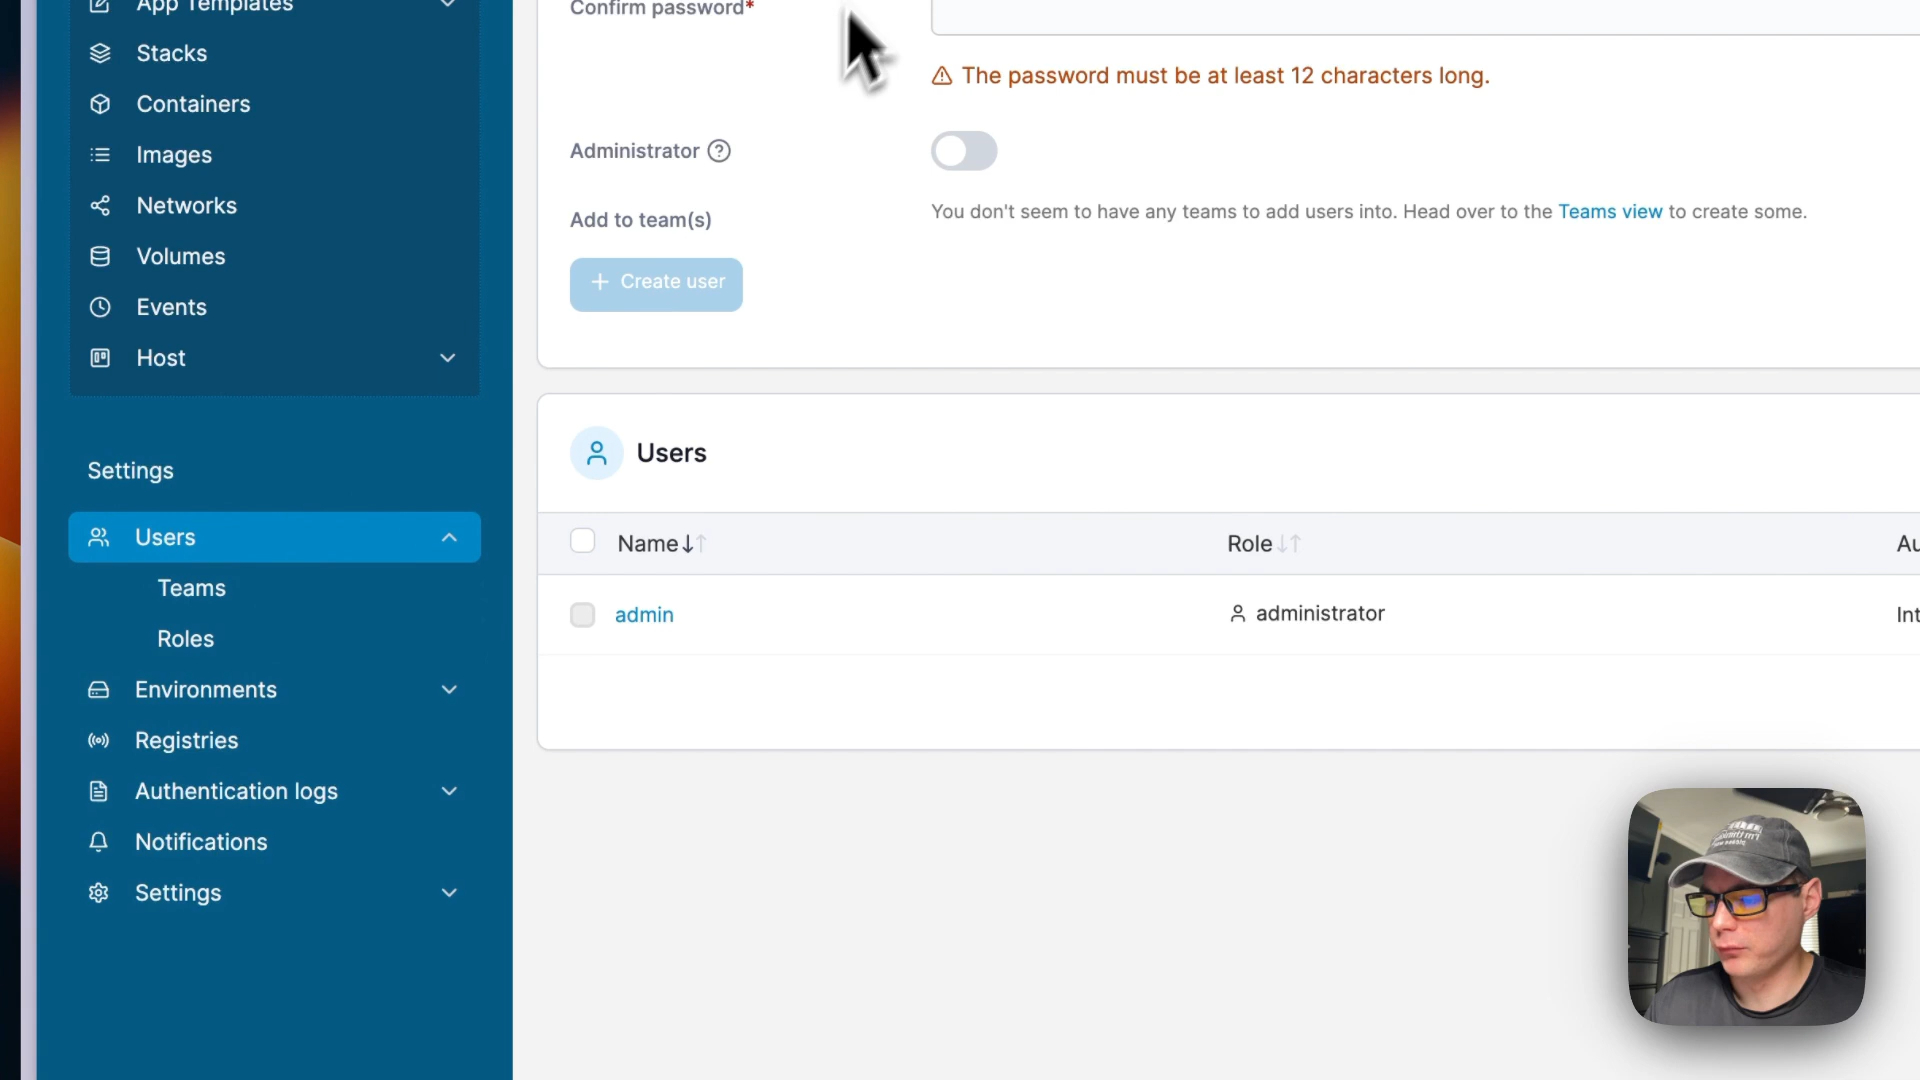 App Templates
Stacks
Containers
Images
Networks
Volumes
Events
Host
Settings
Users
Teams
Roles
Environments
Registries
Authentication logs
Notifications
Settings
Confirm password*
The password must be at least 12 characters long.
Administrator
Add to team(s)
You don't seem to have any teams to add users into. Head over to the Teams view to create some.
+ Create user
Users
Name Role Au
admin administrator Int